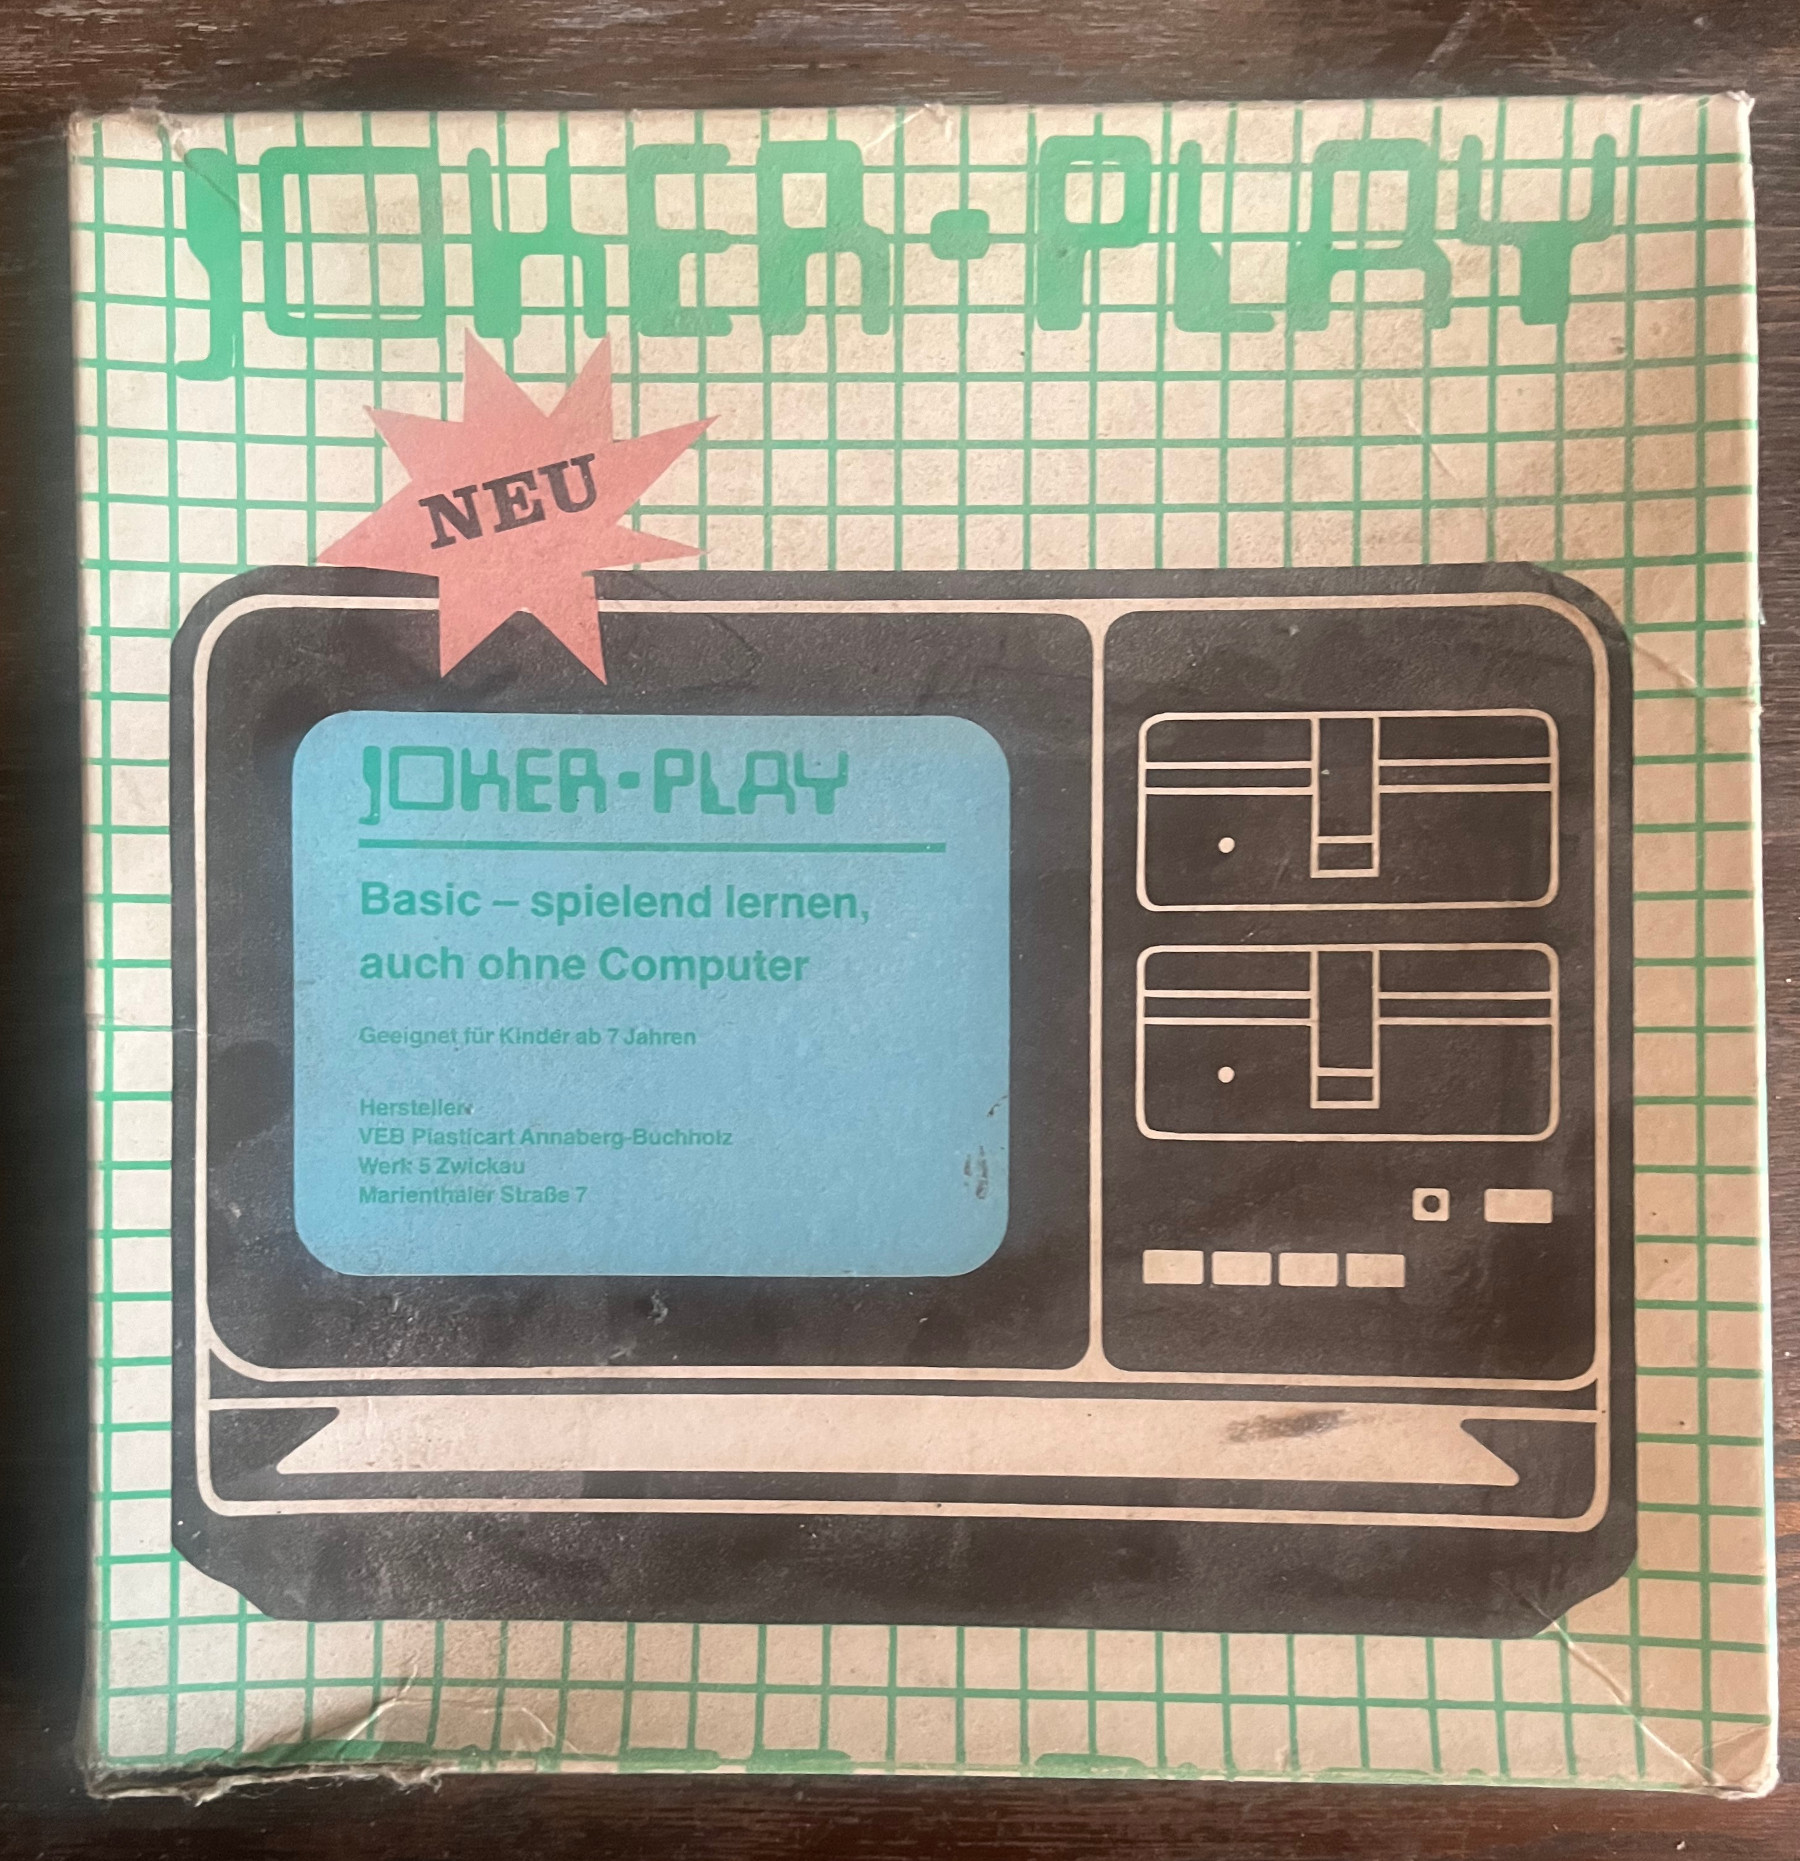 JOKER·PLAY
NEU
JOKER·PLAY
Basic – spielend lernen,
auch ohne Computer
Geeignet für Kinder ab 7 Jahren
Hersteller:
VEB Plasticart Annaberg-Buchholz
Werk 5 Zwickau
Marienthaler Straße 7